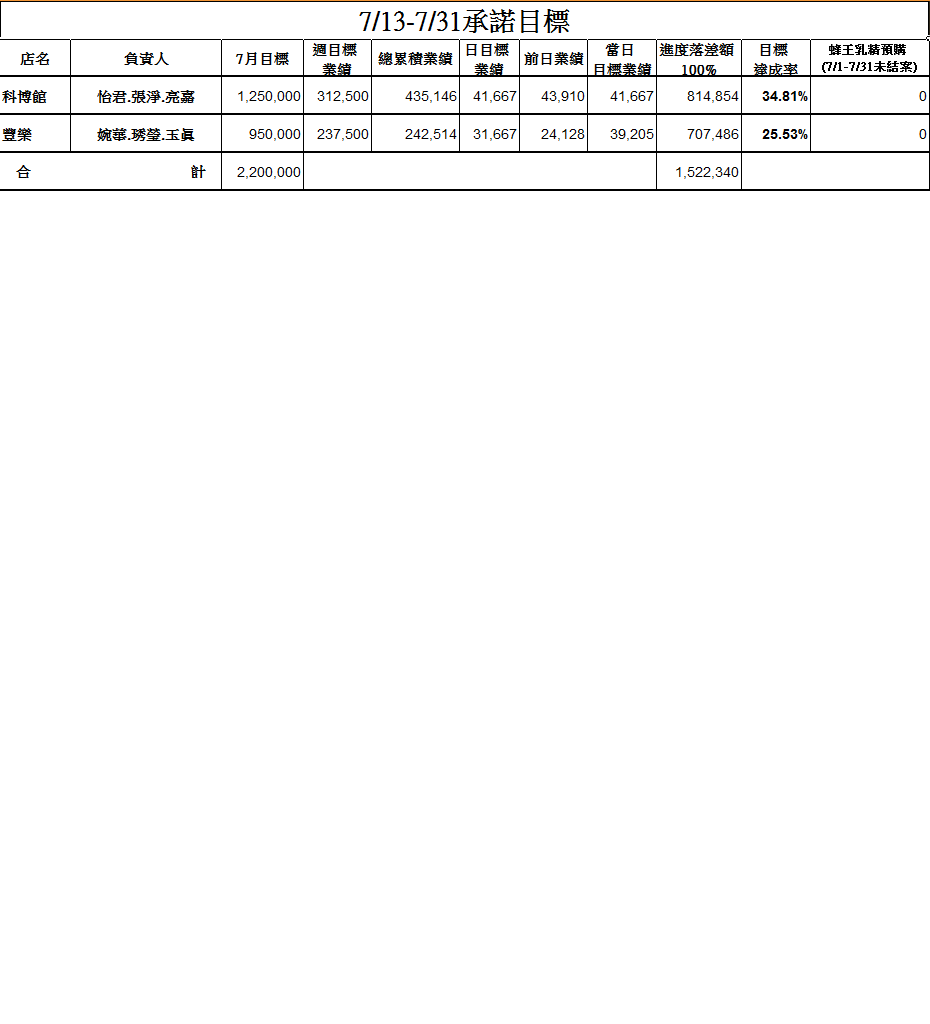 7/13-7/31承諾目標
店名 負責人 7月目標 週目標業績 總累積業績 日目標業績 前日業績 當日目標業績 進度落差額100% 目標達成率 蜂王乳精預購(7/1-7/31未結案)
科博館 怡君.張淨.亮嘉 1,250,000 312,500 435,146 41,667 43,910 41,667 814,854 34.81% 0
豐樂 婉華.琇瑩.玉真 950,000 237,500 242,514 31,667 24,128 39,205 707,486 25.53% 0
合 計 2,200,000 1,522,340